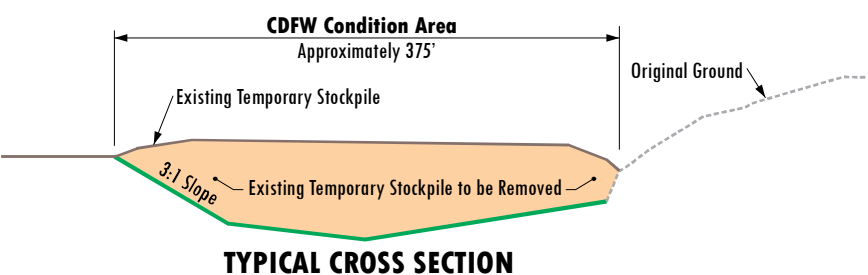 CDFW Condition Area
Approximately 375'
Original Ground
Existing Temporary Stockpile
3:1 Slope
Existing Temporary Stockpile to be Removed
TYPICAL CROSS SECTION